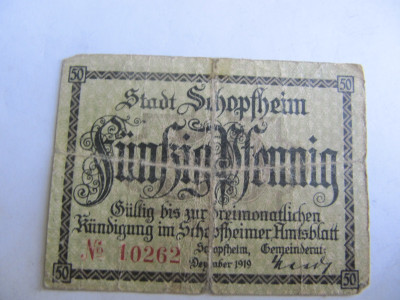 50 50
Stadt Schopfheim
Fünfzig Pfennig
Gültig bis zur dreimonatlichen
Kündigung im Schopfheimer Amtsblatt
Schopfheim, Gemeinderat:
Nº 10262
Dezember 1919
50 50